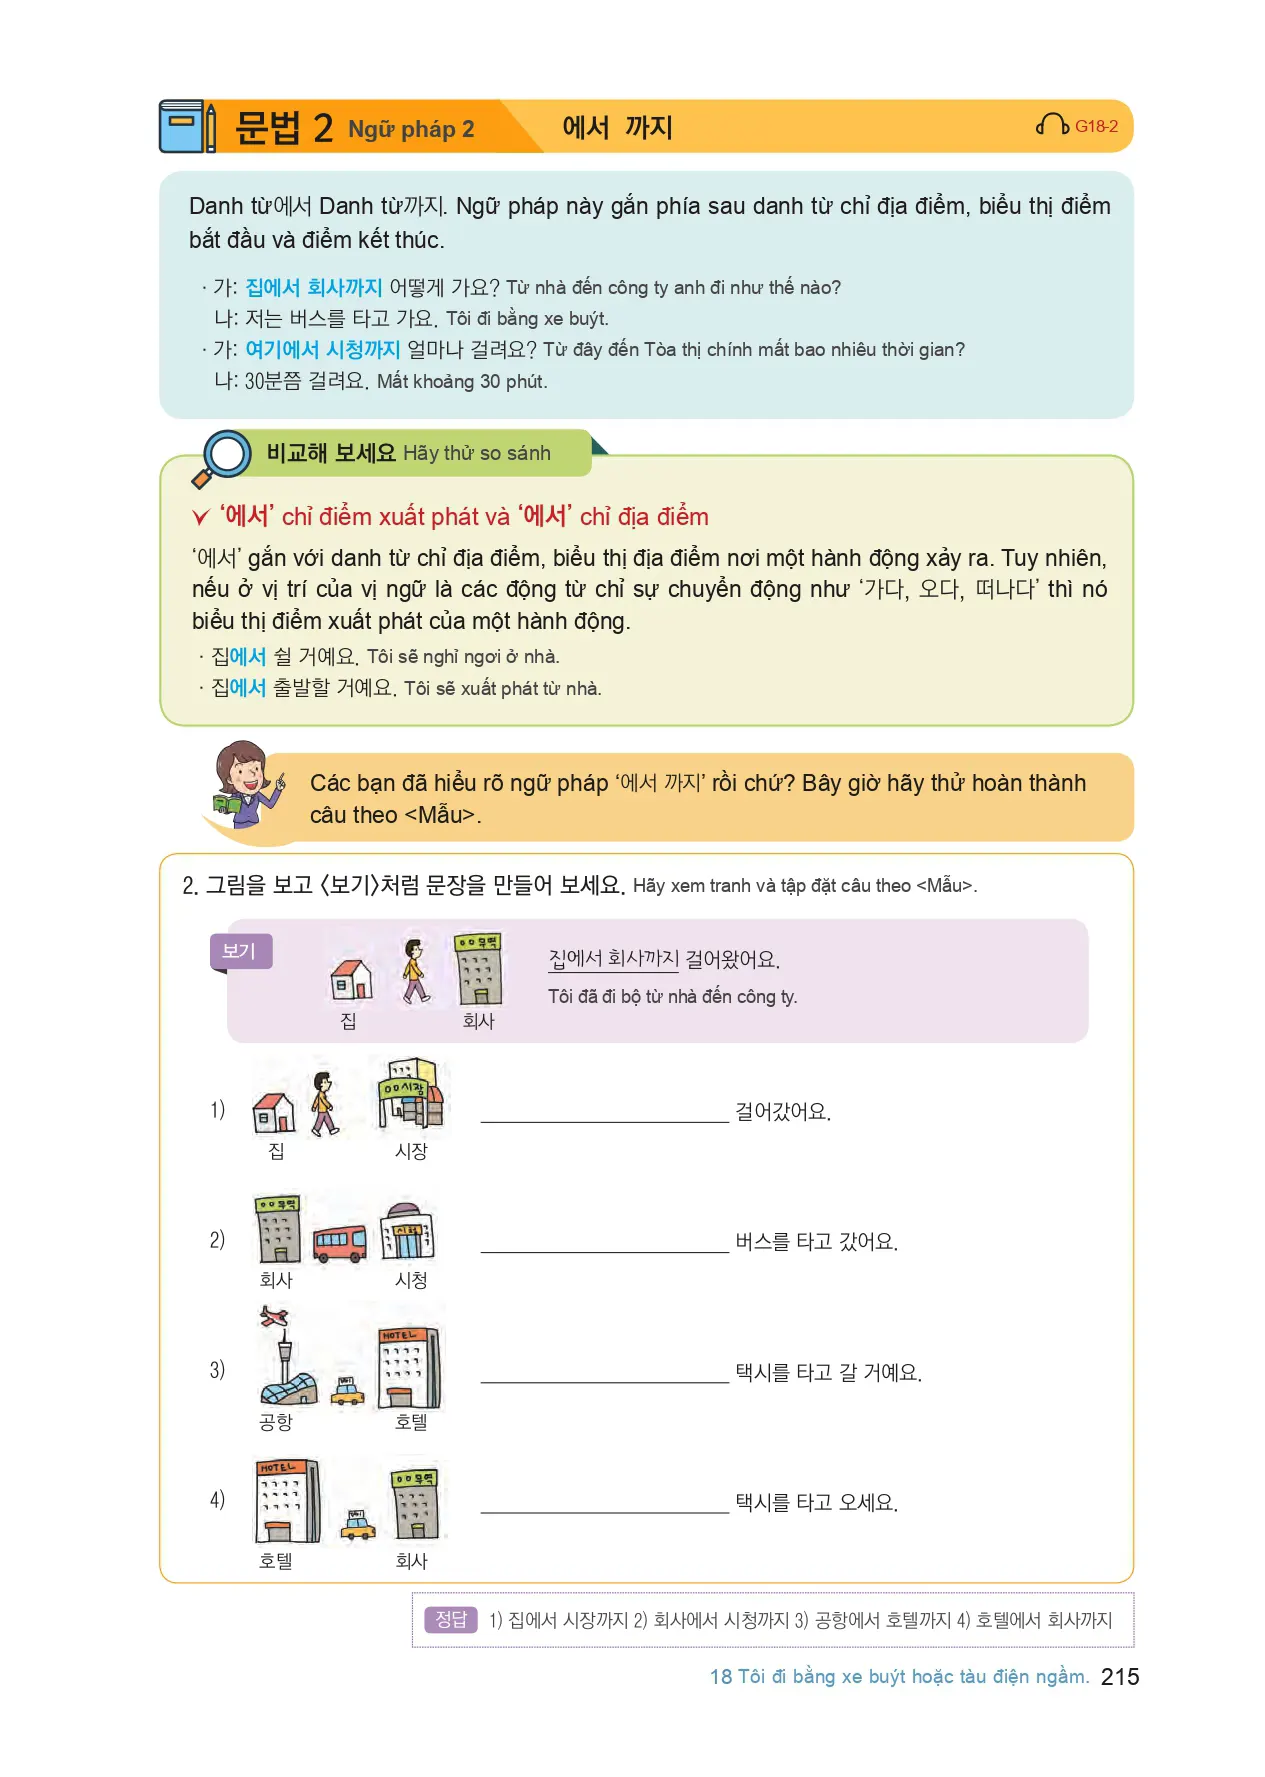 문법 2 Ngữ pháp 2 에서 까지 G18-2
Danh từ에서 Danh từ까지. Ngữ pháp này gắn phía sau danh từ chỉ địa điểm, biểu thị điểm
bắt đầu và điểm kết thúc.
· 가: 집에서 회사까지 어떻게 가요? Từ nhà đến công ty anh đi như thế nào?
나: 저는 버스를 타고 가요. Tôi đi bằng xe buýt.
· 가: 여기에서 시청까지 얼마나 걸려요? Từ đây đến Tòa thị chính mất bao nhiêu thời gian?
나: 30분쯤 걸려요. Mất khoảng 30 phút.
비교해 보세요 Hãy thử so sánh
‘에서’ chỉ điểm xuất phát và ‘에서’ chỉ địa điểm
‘에서’ gắn với danh từ chỉ địa điểm, biểu thị địa điểm nơi một hành động xảy ra. Tuy nhiên,
nếu ở vị trí của vị ngữ là các động từ chỉ sự chuyển động như ‘가다, 오다, 떠나다’ thì nó
biểu thị điểm xuất phát của một hành động.
· 집에서 쉴 거예요. Tôi sẽ nghỉ ngơi ở nhà.
· 집에서 출발할 거예요. Tôi sẽ xuất phát từ nhà.
Các bạn đã hiểu rõ ngữ pháp ‘에서 까지’ rồi chứ? Bây giờ hãy thử hoàn thành
câu theo <Mẫu>.
2. 그림을 보고 〈보기〉처럼 문장을 만들어 보세요. Hãy xem tranh và tập đặt câu theo <Mẫu>.
보기
무역
집에서 회사까지 걸어왔어요.
Tôi đã đi bộ từ nhà đến công ty.
집 회사
시장
1) ______ 걸어갔어요.
집 시장
무역 시청
2) ______ 버스를 타고 갔어요.
회사 시청
HOTEL
TAXI
3) ______ 택시를 타고 갈 거예요.
공항 호텔
HOTEL 무역
TAXI
4) ______ 택시를 타고 오세요.
호텔 회사
정답 1) 집에서 시장까지 2) 회사에서 시청까지 3) 공항에서 호텔까지 4) 호텔에서 회사까지
18 Tôi đi bằng xe buýt hoặc tàu điện ngầm. 215